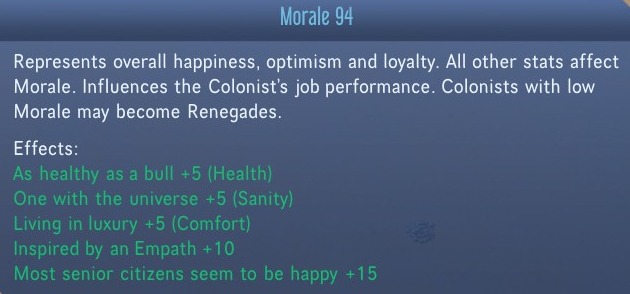 Morale 94
Represents overall happiness, optimism and loyalty. All other stats affect
Morale. Influences the Colonist's job performance. Colonists with low
Morale may become Renegades.
Effects:
As healthy as a bull +5 (Health)
One with the universe +5 (Sanity)
Living in luxury +5 (Comfort)
Inspired by an Empath +10
Most senior citizens seem to be happy +15